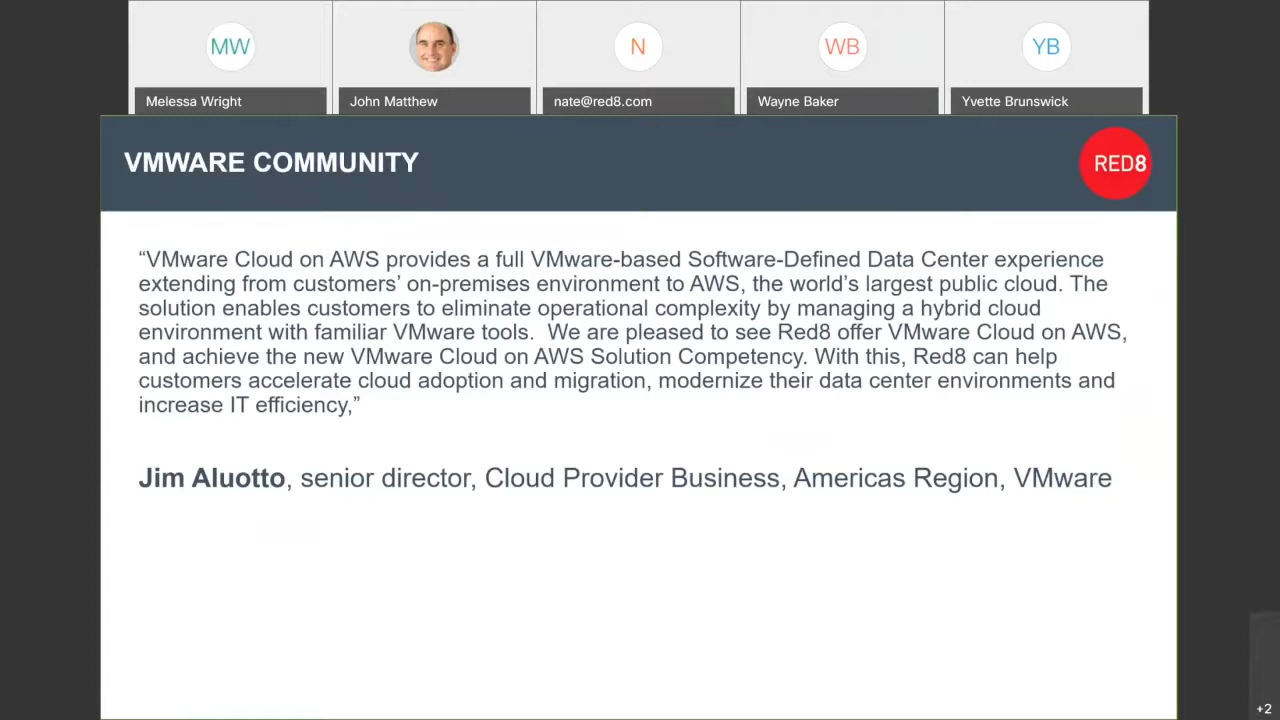 MW
N
WB
YB
Melessa Wright
John Matthew
nate@red8.com
Wayne Baker
Yvette Brunswick
VMWARE COMMUNITY
RED8
“VMware Cloud on AWS provides a full VMware-based Software-Defined Data Center experience
extending from customers’ on-premises environment to AWS, the world’s largest public cloud. The
solution enables customers to eliminate operational complexity by managing a hybrid cloud
environment with familiar VMware tools.  We are pleased to see Red8 offer VMware Cloud on AWS,
and achieve the new VMware Cloud on AWS Solution Competency. With this, Red8 can help
customers accelerate cloud adoption and migration, modernize their data center environments and
increase IT efficiency,”
Jim Aluotto, senior director, Cloud Provider Business, Americas Region, VMware
+2